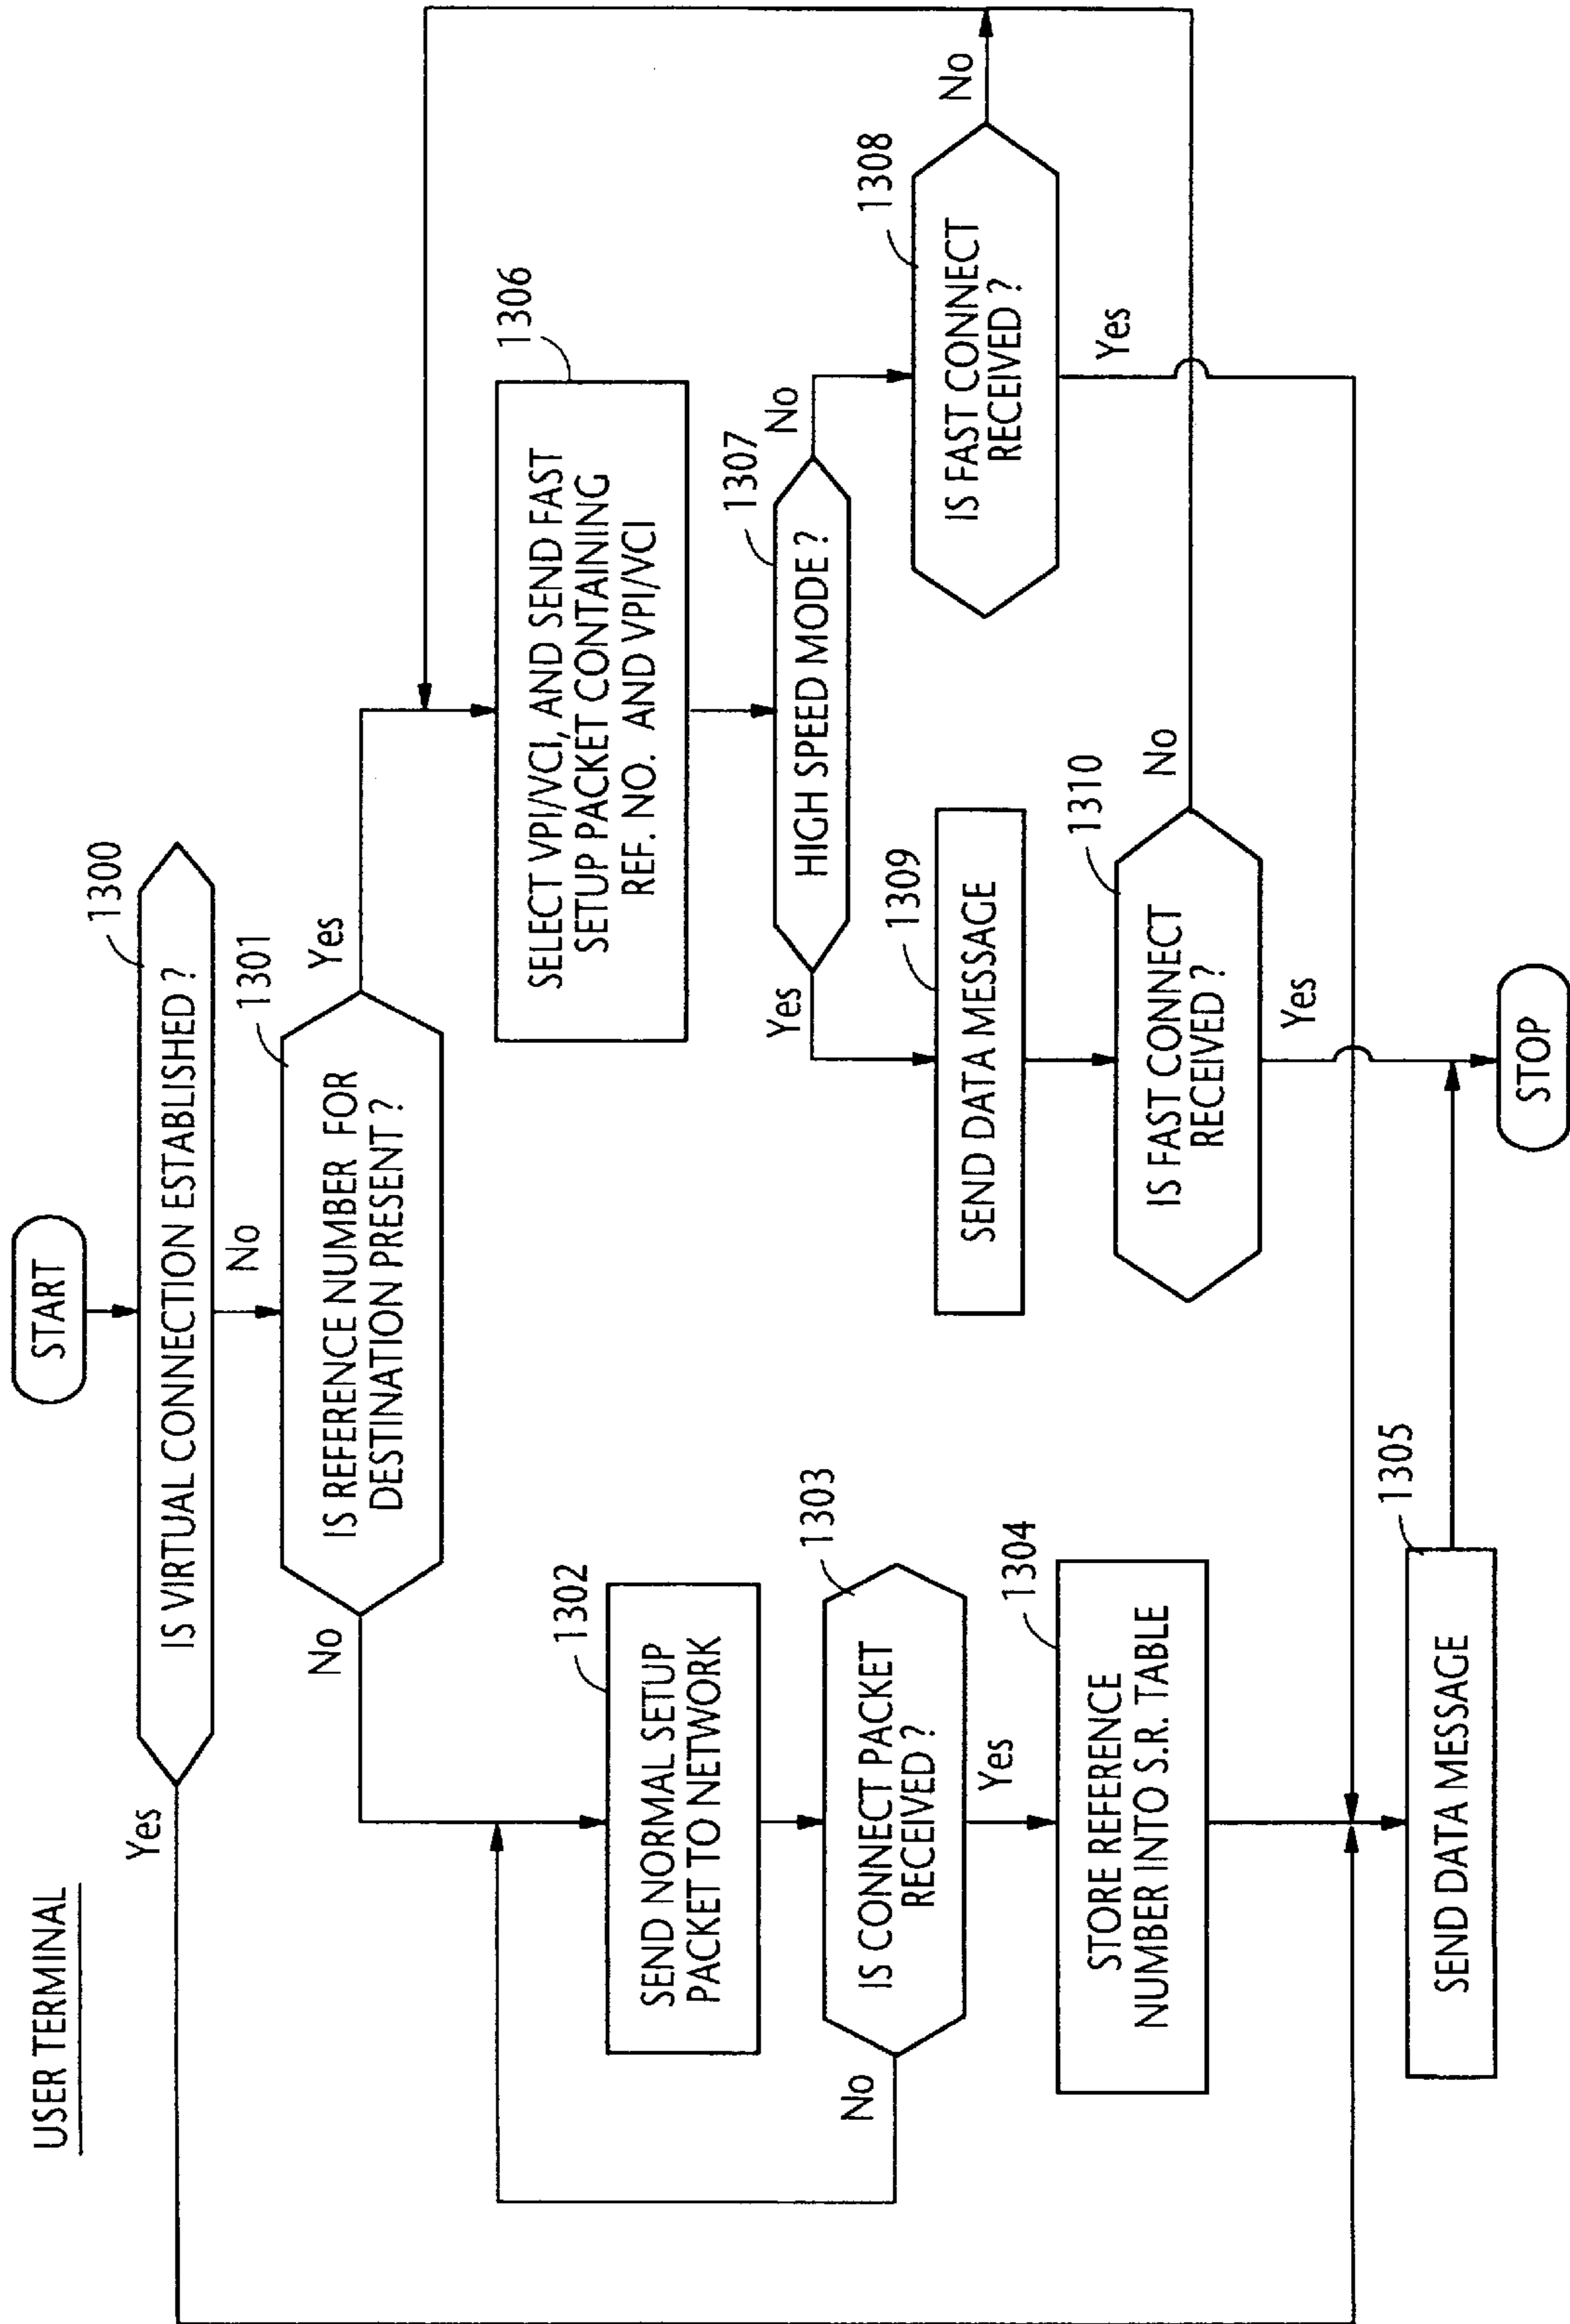 USER TERMINAL
START
1300
IS VIRTUAL CONNECTION ESTABLISHED ?
Yes
No
1301
IS REFERENCE NUMBER FOR
DESTINATION PRESENT ?
No
Yes
1302
SEND NORMAL SETUP
PACKET TO NETWORK
1303
IS CONNECT PACKET
RECEIVED ?
No
Yes
1304
STORE REFERENCE
NUMBER INTO S.R. TABLE
1305
SEND DATA MESSAGE
1306
SELECT VPI/VCI, AND SEND FAST
SETUP PACKET CONTAINING
REF. NO. AND VPI/VCI
1307
HIGH SPEED MODE ?
Yes
No
1308
IS FAST CONNECT
RECEIVED ?
No
Yes
1309
SEND DATA MESSAGE
1310
IS FAST CONNECT
RECEIVED ?
No
Yes
STOP